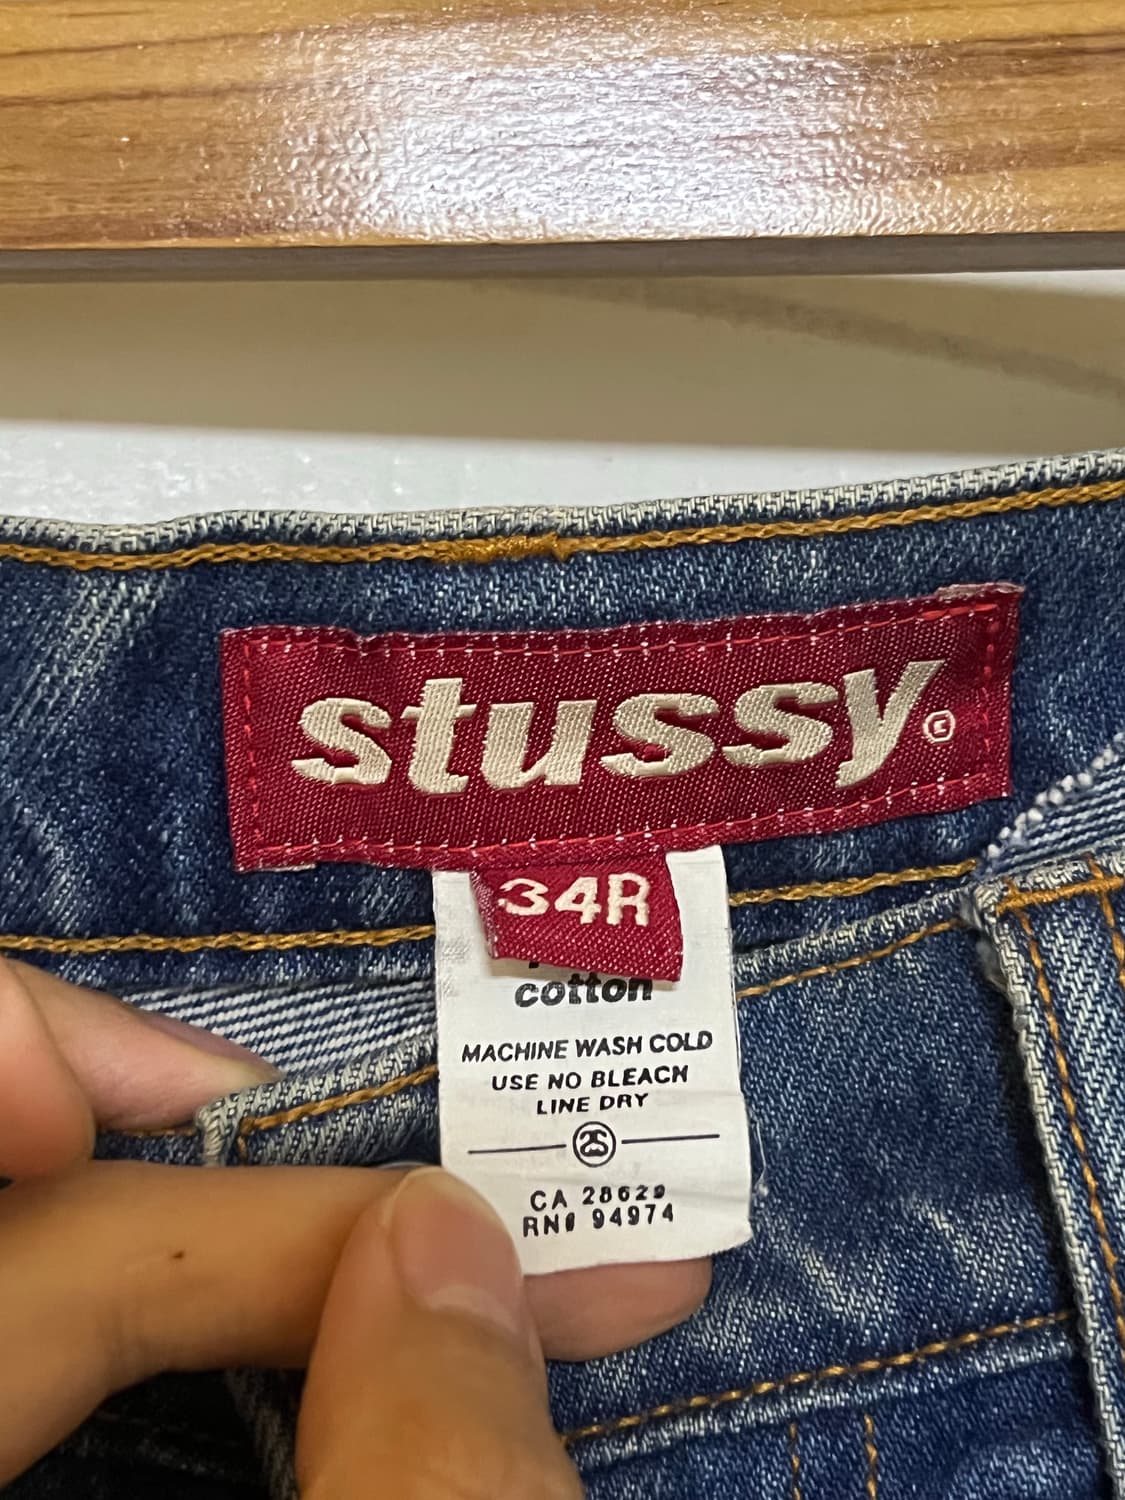 stussy®
34R
cotton
MACHINE WASH COLD
USE NO BLEACH
LINE DRY
CA 28629
RN# 94974